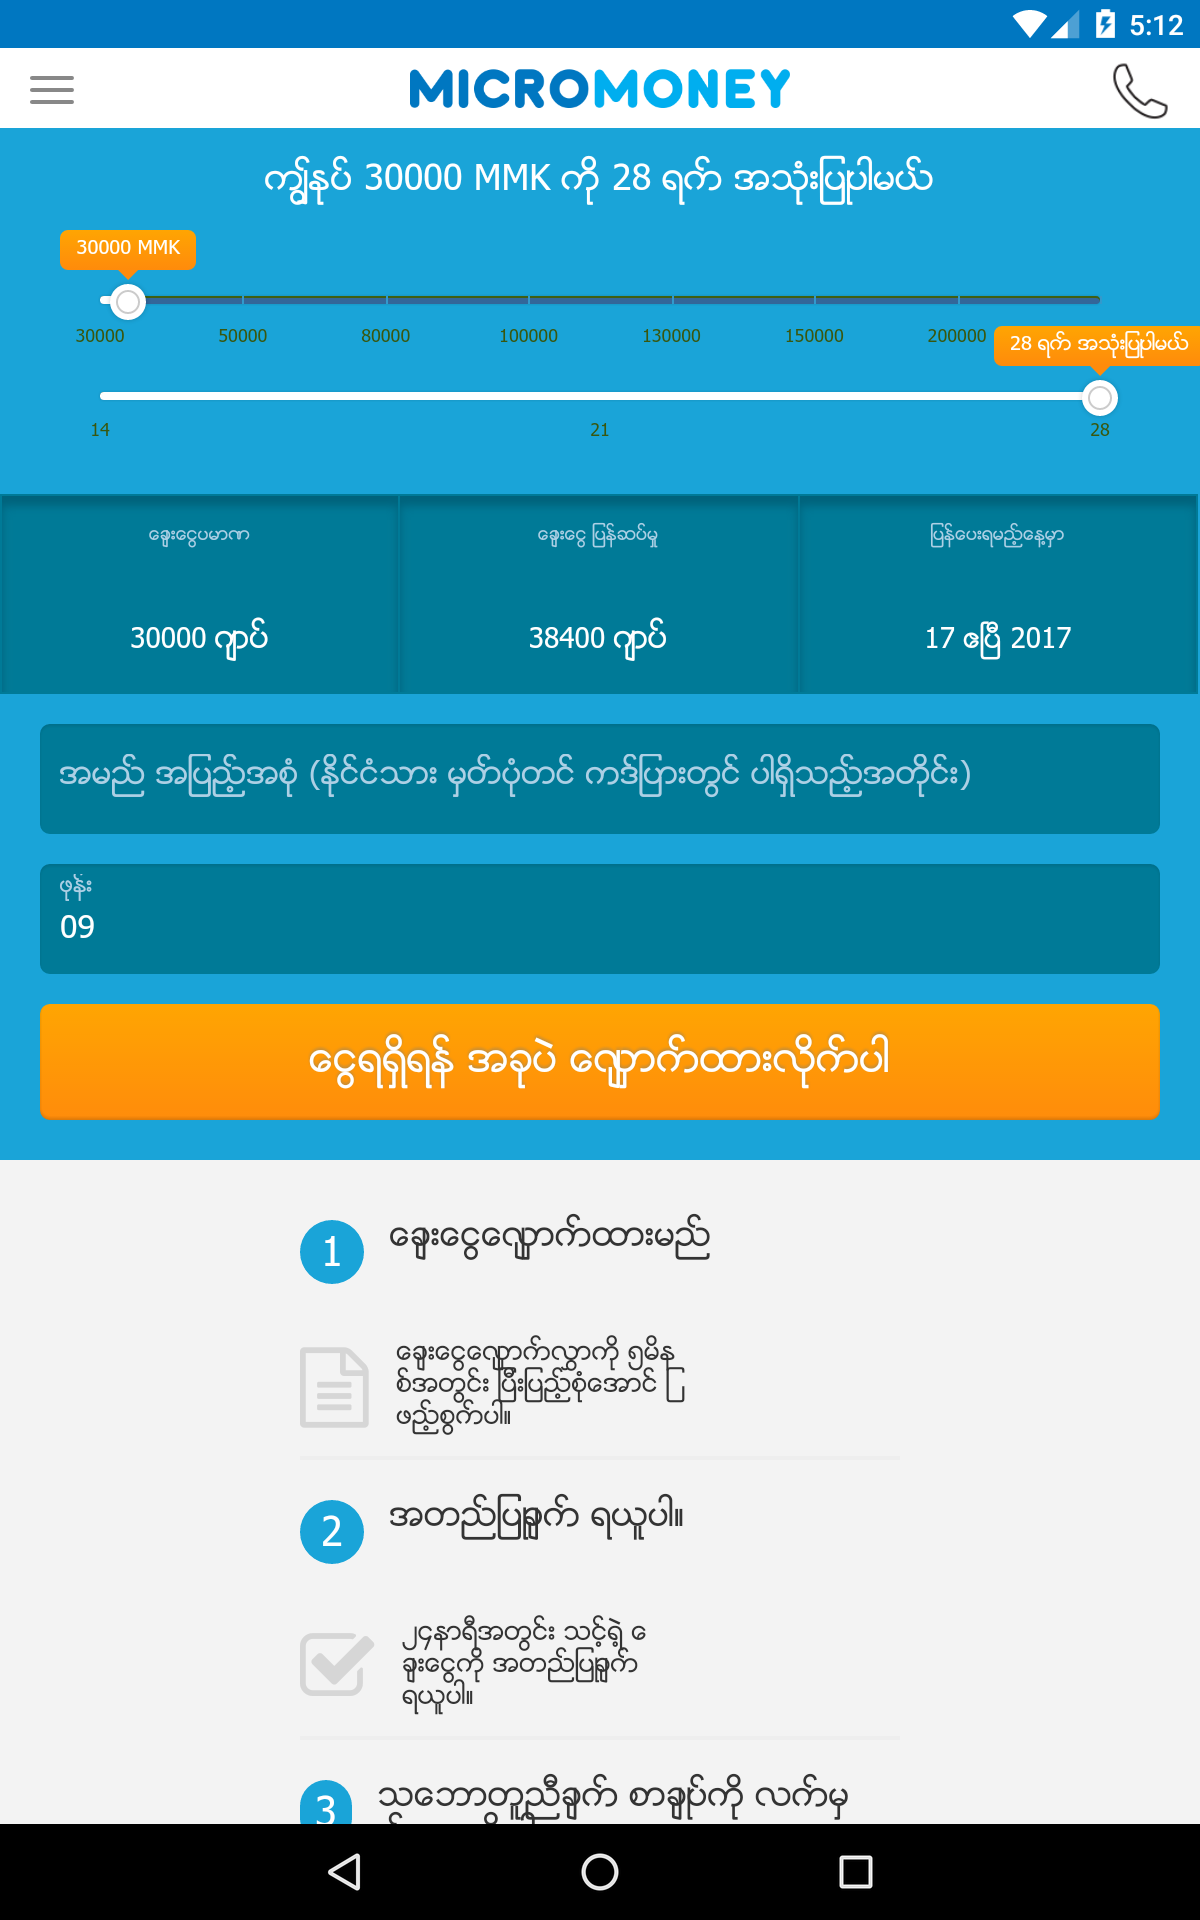 5:12
MICROMONEY
ကျွန်ုပ် 30000 MMK ကို 28 ရက် အသုံးပြုပါမယ်
30000 MMK
30000 50000 80000 100000 130000 150000 200000
28 ရက် အသုံးပြုပါမယ်
14 21 28
ချေးငွေပမာဏ ချေးငွေ ပြန်ဆပ်မှု ပြန်ပေးရမည့်နေ့မှာ
30000 ဂျာပ် 38400 ဂျာပ် 17 ဧပြီ 2017
အမည် အပြည့်အစုံ (နိုင်ငံသား မှတ်ပုံတင် ကဒ်ပြားတွင် ပါရှိသည့်အတိုင်း)
ဖုန်း
09
ငွေရရှိရန် အခုပဲ လျှောက်ထားလိုက်ပါ
1 ချေးငွေလျှောက်ထားမည်
ချေးငွေလျှောက်လွှာကို ၅မိန
စ်အတွင်း ပြီးပြည့်စုံအောင် ြ
ဖည့်စွက်ပါ။
2 အတည်ပြုချက် ရယူပါ။
၂၄နာရီအတွင်း သင့်ရဲ့ ေ
ချးငွေကို အတည်ပြုချက်
ရယူပါ။
3 သဘောတူညီချက် စာချုပ်ကို လက်မှ